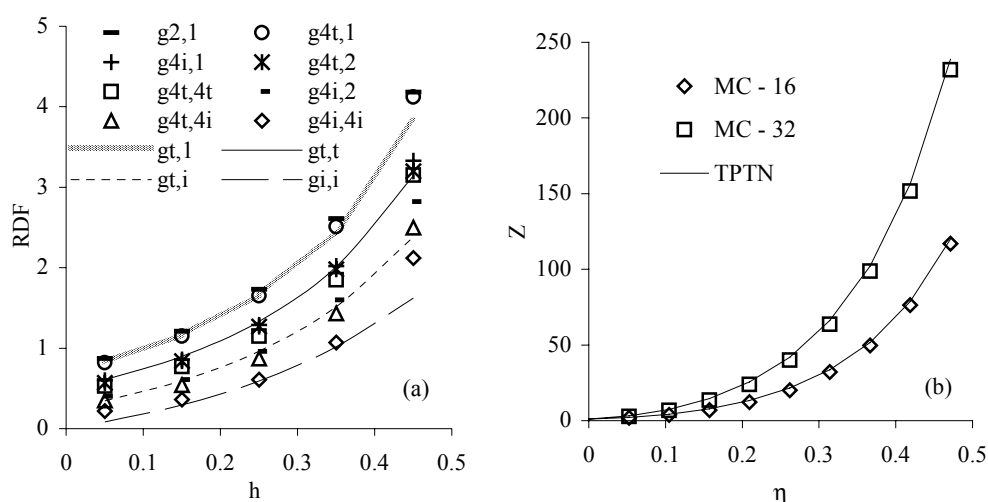 5
4
3
2
1
0
RDF
g2,1
g4t,1
g4i,1
g4t,2
g4t,4t
g4i,2
g4t,4i
g4i,4i
gt,1
gt,t
gt,i
gi,i
(a)
0 0.1 0.2 0.3 0.4 0.5
h
250
200
150
100
50
0
Z
MC - 16
MC - 32
TPTN
(b)
0 0.1 0.2 0.3 0.4 0.5
η